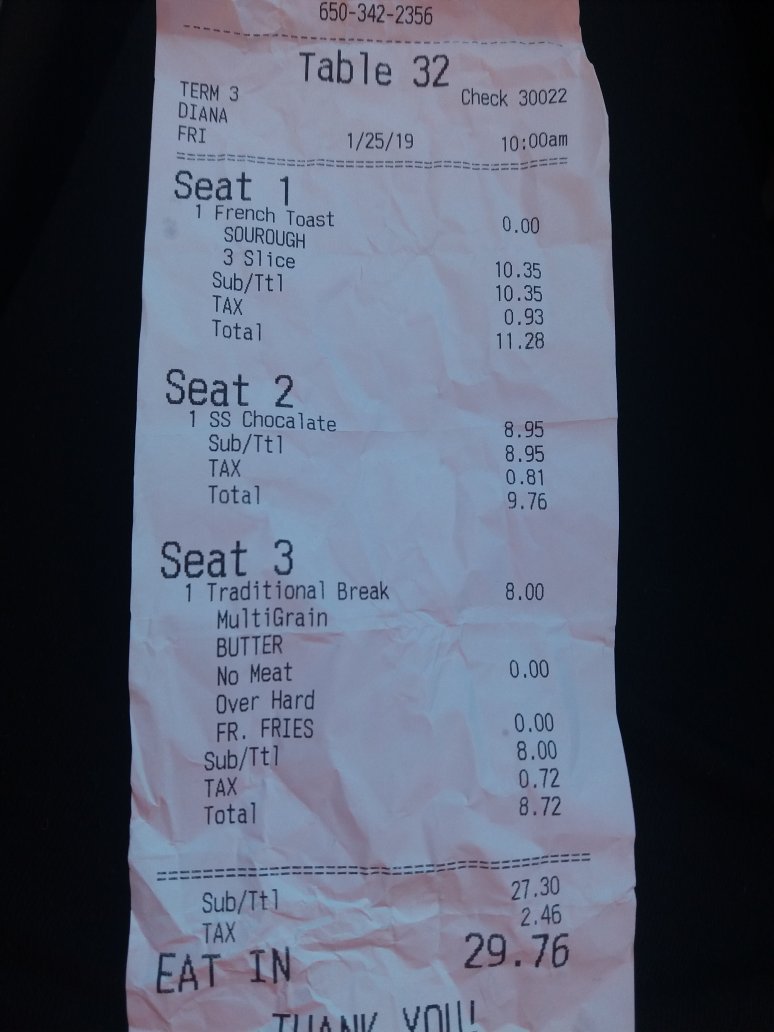 650-342-2356
Table 32
TERM 3 Check 30022
DIANA
FRI 1/25/19 10:00am
Seat 1
1 French Toast 0.00
SOUROUGH
3 Slice 10.35
Sub/Ttl 10.35
TAX 0.93
Total 11.28
Seat 2
1 SS Chocalate 8.95
Sub/Ttl 8.95
TAX 0.81
Total 9.76
Seat 3
1 Traditional Break 8.00
MultiGrain
BUTTER
No Meat 0.00
Over Hard
FR. FRIES 0.00
Sub/Ttl 8.00
TAX 0.72
Total 8.72
Sub/Ttl 27.30
TAX 2.46
EAT IN 29.76
THANK YOU!